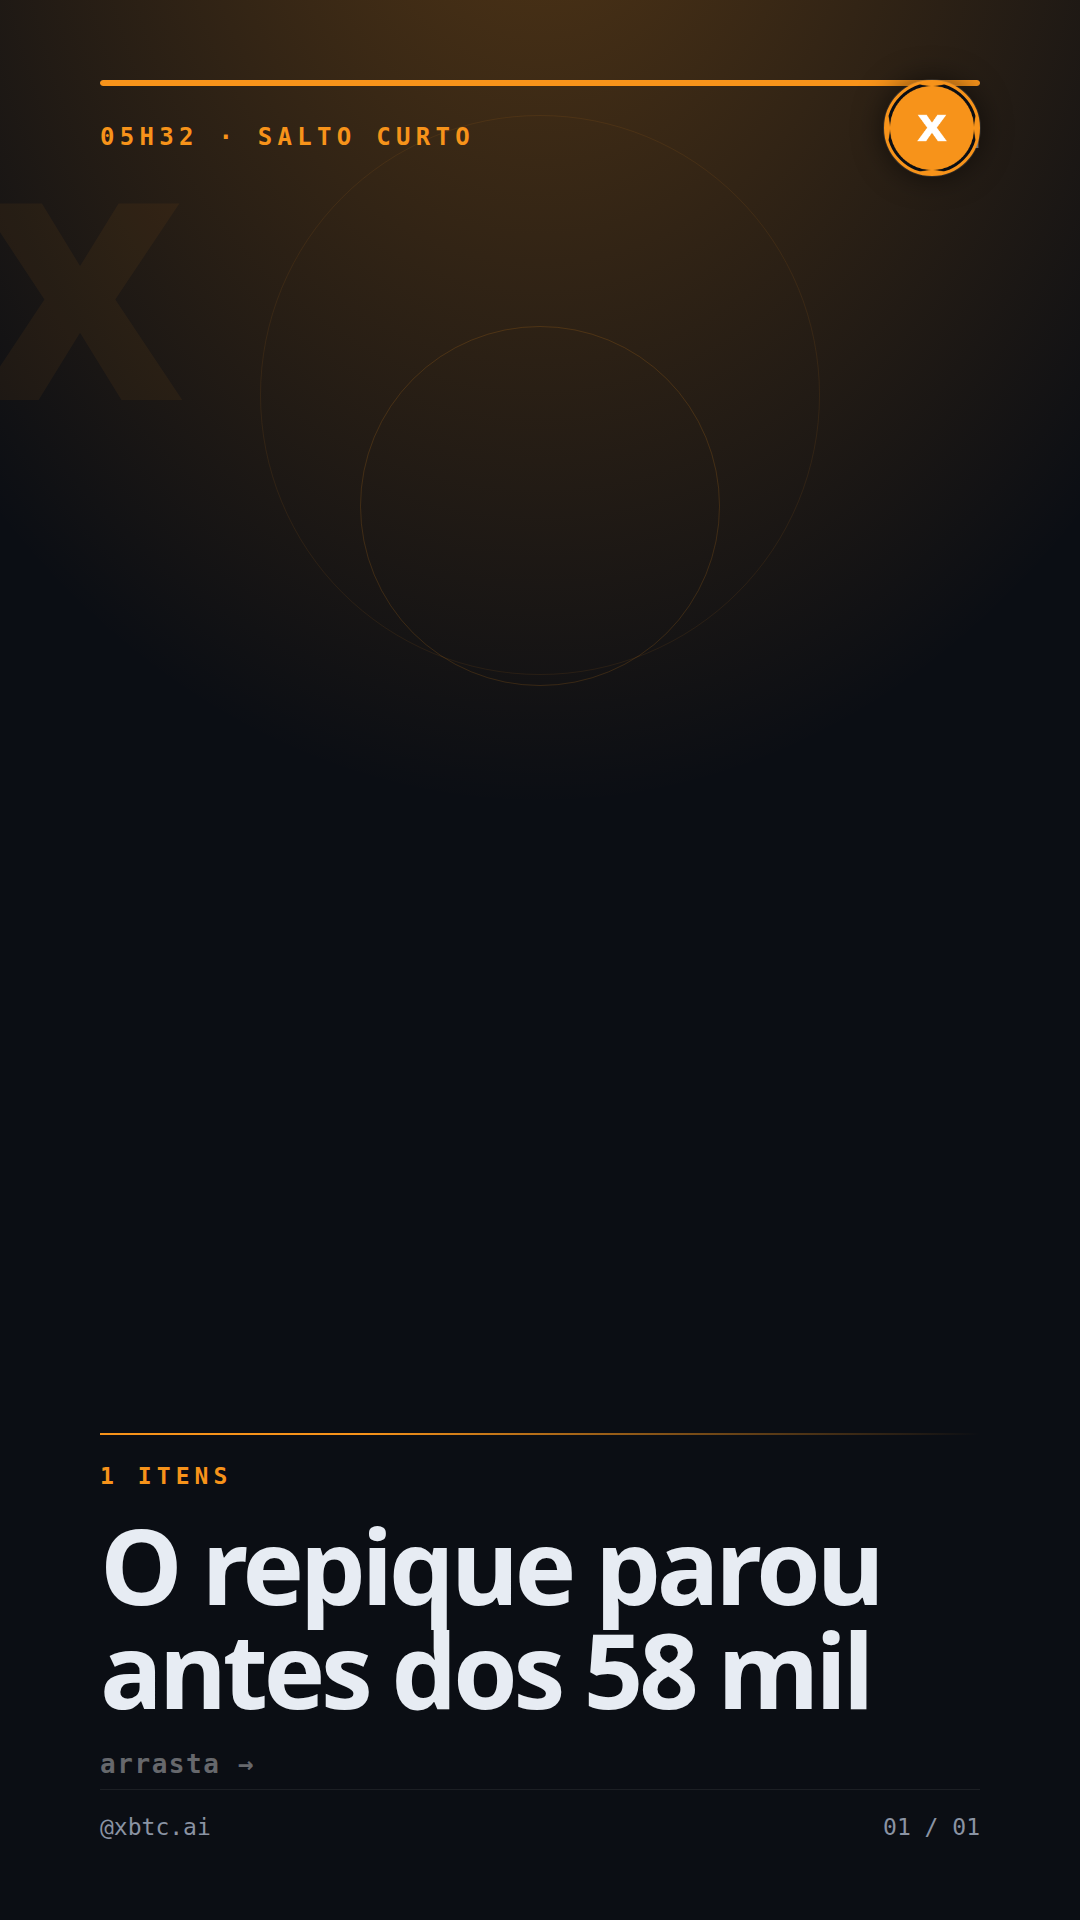 05H32 · SALTO CURTO
x
x
1 ITENS
O repique parou
antes dos 58 mil
arrasta →
@xbtc.ai
01 / 01